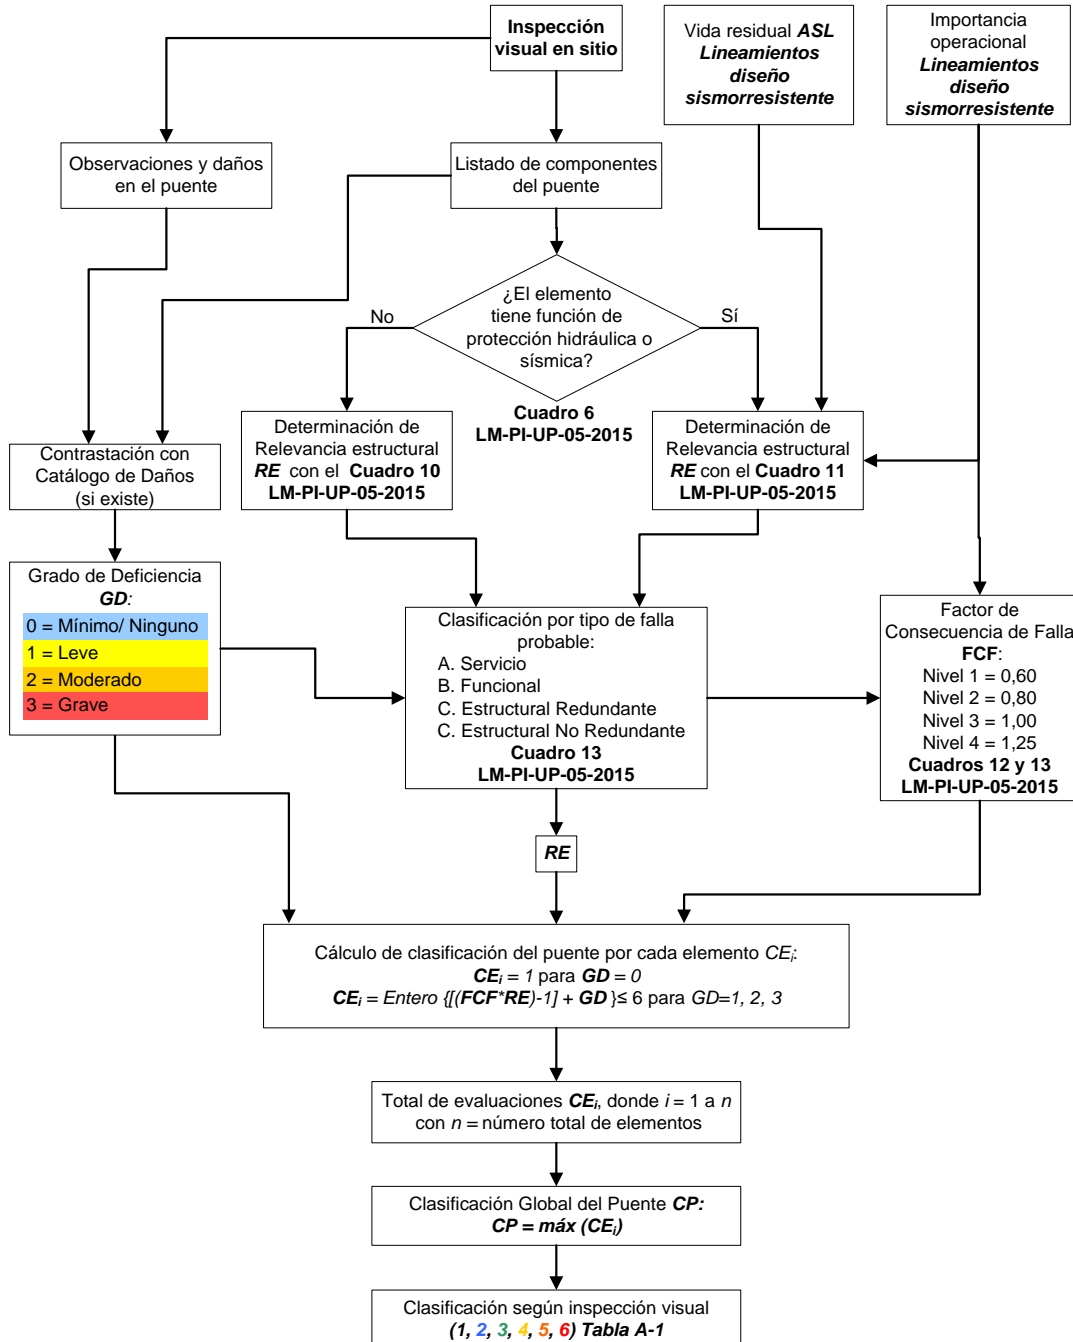 Inspección
visual en sitio
Vida residual ASL
Lineamientos
diseño
sismorresistente
Importancia
operacional
Lineamientos
diseño
sismorresistente
Observaciones y daños
en el puente
Listado de componentes
del puente
¿El elemento
tiene función de
protección hidráulica o
sísmica?
No
Sí
Cuadro 6
LM-PI-UP-05-2015
Contrastación con
Catálogo de Daños
(si existe)
Determinación de
Relevancia estructural
RE con el Cuadro 10
LM-PI-UP-05-2015
Determinación de
Relevancia estructural
RE con el Cuadro 11
LM-PI-UP-05-2015
Grado de Deficiencia
GD:
0 = Mínimo/ Ninguno
1 = Leve
2 = Moderado
3 = Grave
Clasificación por tipo de falla
probable:
A. Servicio
B. Funcional
C. Estructural Redundante
C. Estructural No Redundante
Cuadro 13
LM-PI-UP-05-2015
Factor de
Consecuencia de Falla
FCF:
Nivel 1 = 0,60
Nivel 2 = 0,80
Nivel 3 = 1,00
Nivel 4 = 1,25
Cuadros 12 y 13
LM-PI-UP-05-2015
RE
Cálculo de clasificación del puente por cada elemento CEi:
CEi = 1 para GD = 0
CEi = Entero {[(FCF*RE)-1] + GD }≤ 6 para GD=1, 2, 3
Total de evaluaciones CEi, donde i = 1 a n
con n = número total de elementos
Clasificación Global del Puente CP:
CP = máx (CEi)
Clasificación según inspección visual
(1, 2, 3, 4, 5, 6) Tabla A-1